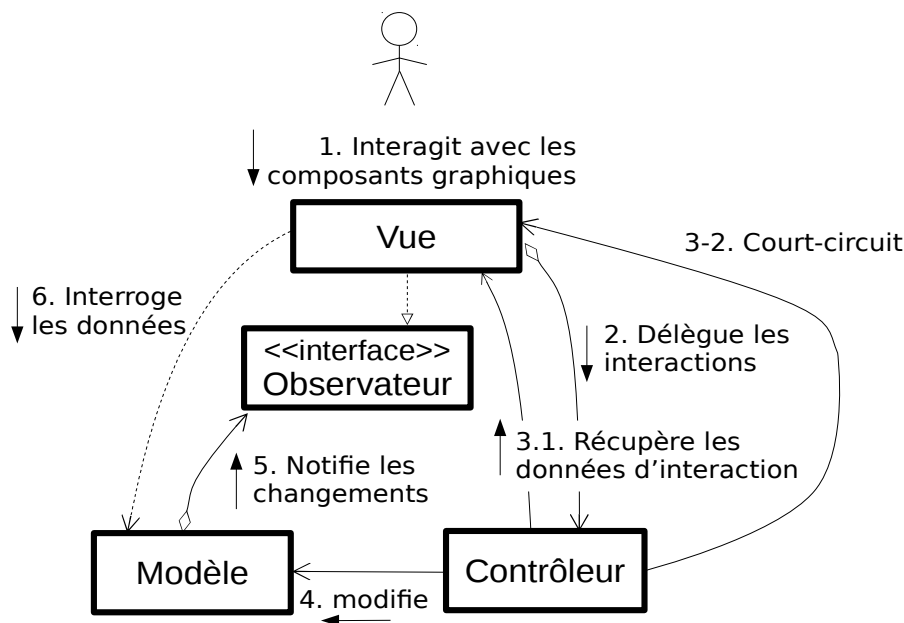 1. Interagit avec les
composants graphiques
Vue
3-2. Court-circuit
6. Interroge
les données
<<interface>>
Observateur
2. Délègue les
interactions
3.1. Récupère les
données d’interaction
5. Notifie les
changements
Modèle
Contrôleur
4. modifie